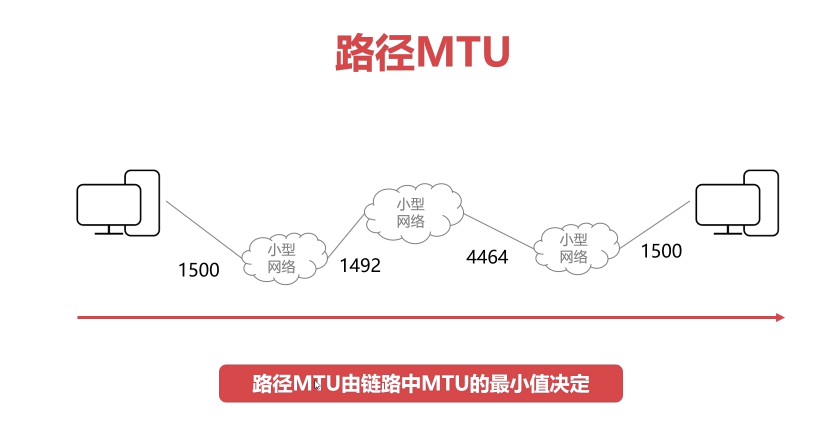 路径MTU
小型
网络
小型
网络
小型
网络
1500
1492
4464
1500
路径MTU由链路中MTU的最小值决定